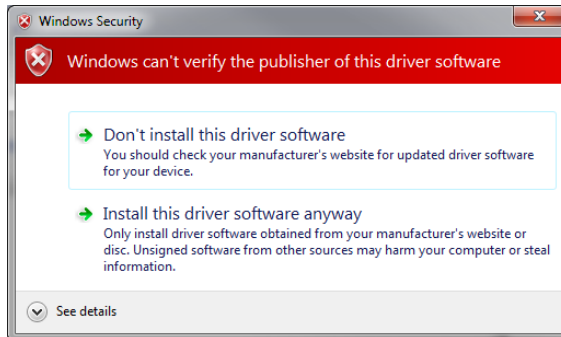 Windows Security
Windows can't verify the publisher of this driver software
Don't install this driver software
You should check your manufacturer's website for updated driver software
for your device.
Install this driver software anyway
Only install driver software obtained from your manufacturer's website or
disc. Unsigned software from other sources may harm your computer or steal
information.
See details